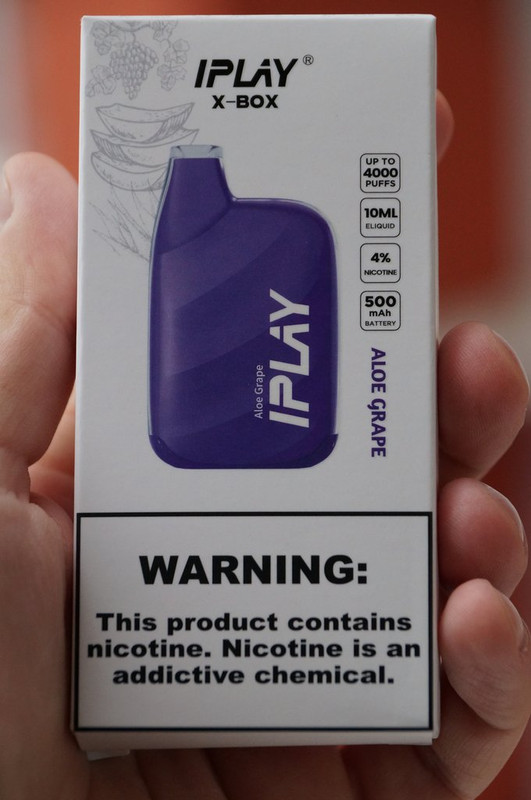 IPLAY®
X-BOX
UP TO
4000
PUFFS
10ML
ELIQUID
4%
NICOTINE
500
mAh
BATTERY
Aloe Grape
IPLAY
ALOE GRAPE
WARNING:
This product contains
nicotine. Nicotine is an
addictive chemical.